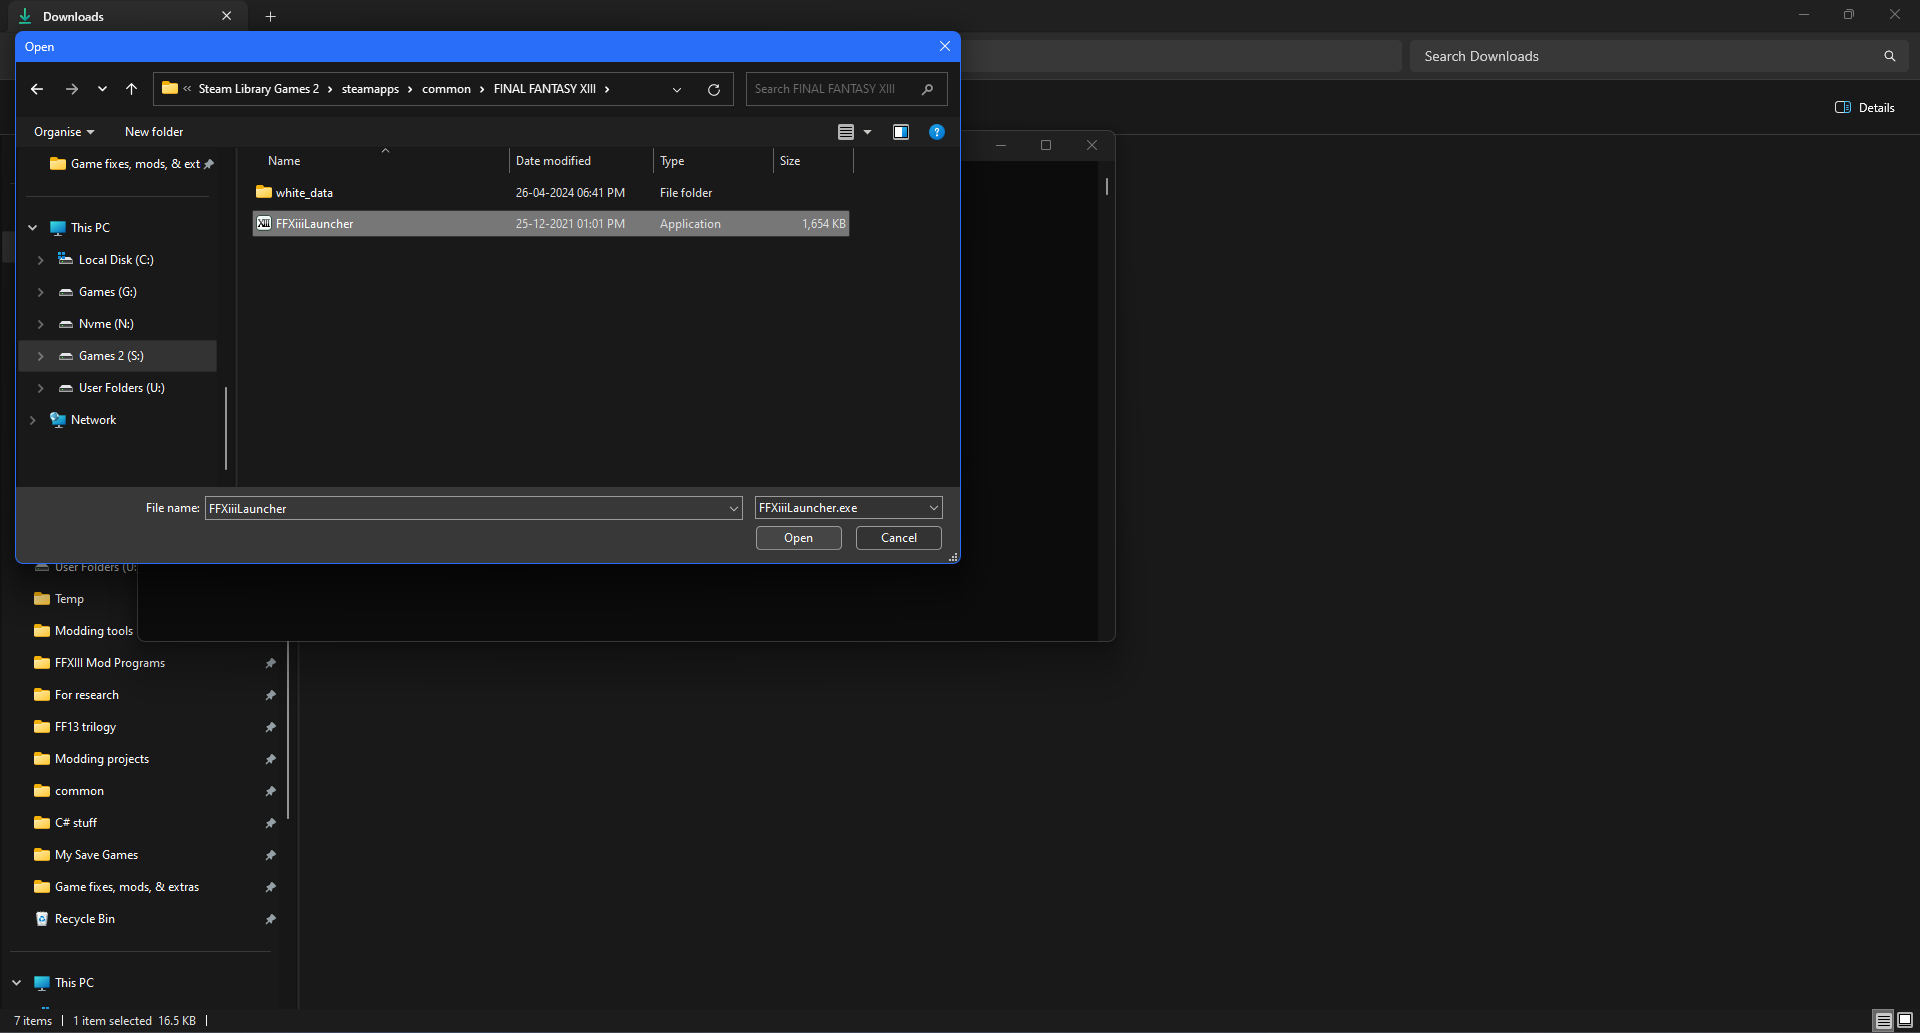 Downloads
Open
Steam Library Games 2 › steamapps › common › FINAL FANTASY XIII ›
Search FINAL FANTASY XIII
Search Downloads
Organise
New folder
Details
Name
Date modified
Type
Size
Game fixes, mods, & ext
white_data
26-04-2024 06:41 PM
File folder
FFXiiiLauncher
25-12-2021 01:01 PM
Application
1,654 KB
This PC
Local Disk (C:)
Games (G:)
Nvme (N:)
Games 2 (S:)
User Folders (U:)
Network
File name:
FFXiiiLauncher
FFXiiiLauncher.exe
Open
Cancel
User Folders (U:
Temp
Modding tools
FFXIII Mod Programs
For research
FF13 trilogy
Modding projects
common
C# stuff
My Save Games
Game fixes, mods, & extras
Recycle Bin
This PC
7 items
1 item selected 16.5 KB